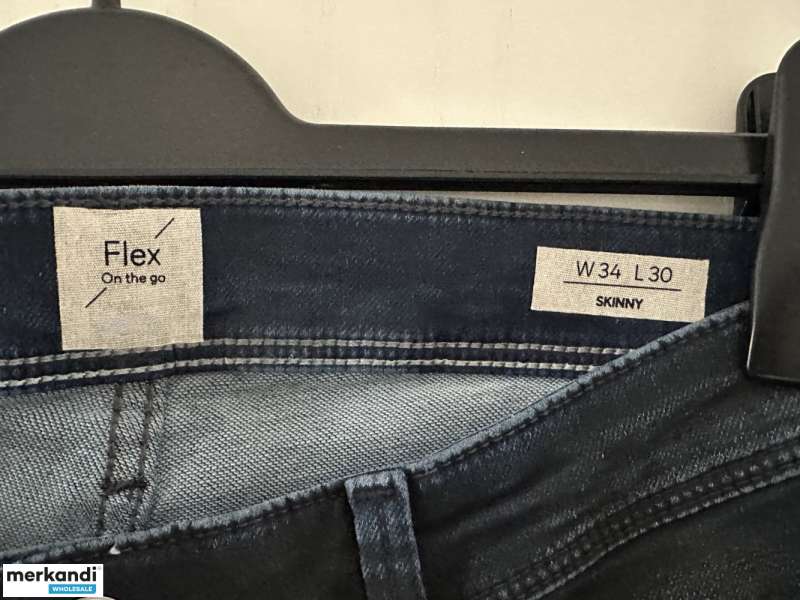 Flex
On the go
W34 L30
SKINNY
merkandi
WHOLESALE